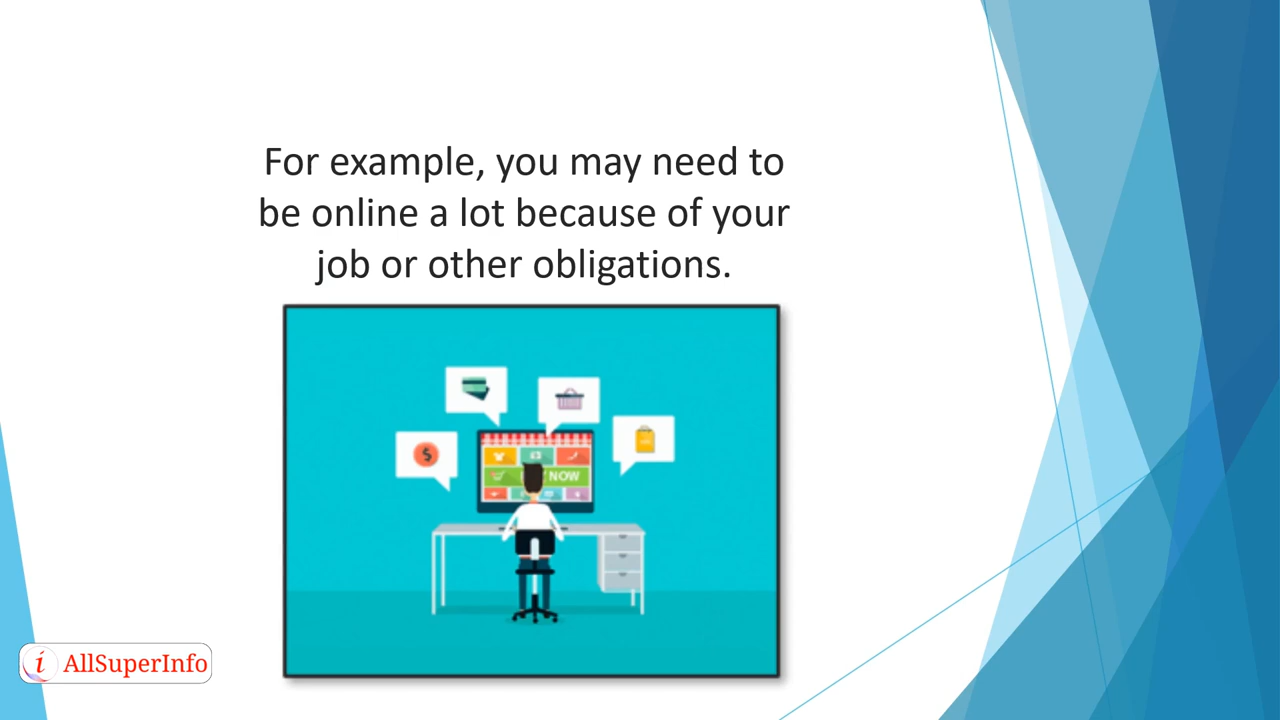 For example, you may need to
be online a lot because of your
job or other obligations.
$
NOW
i AllSuperInfo